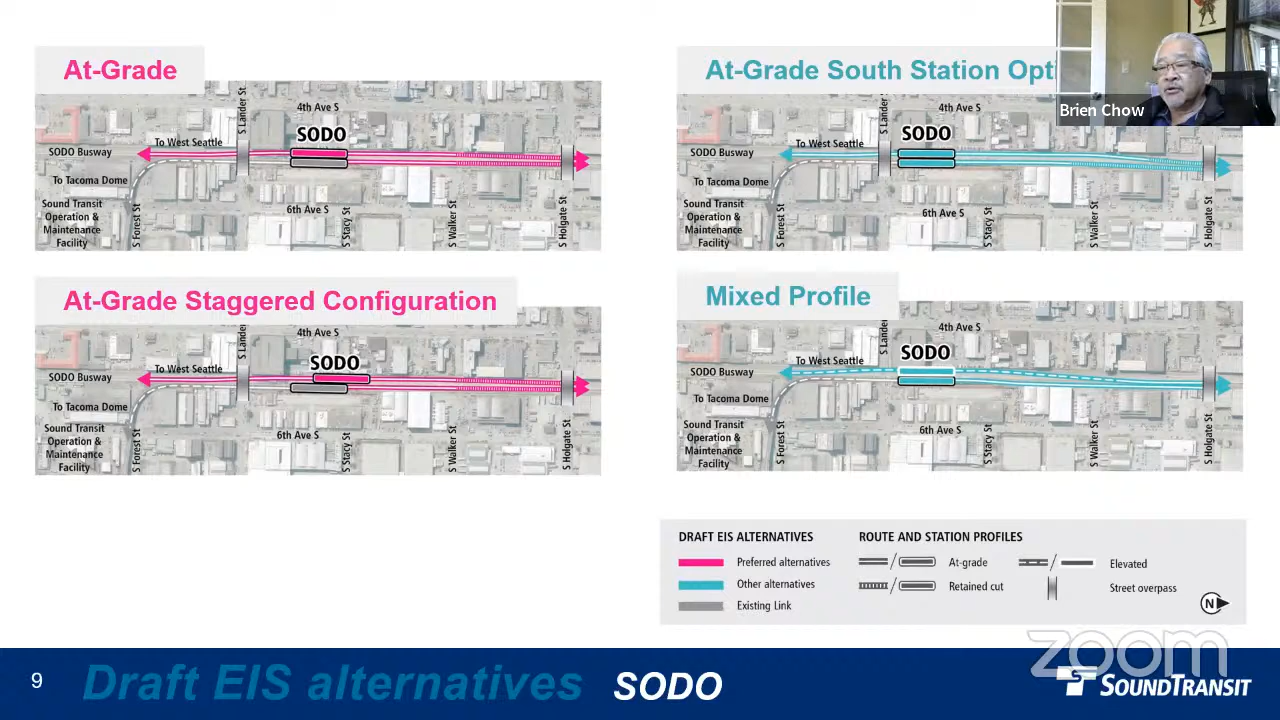 At-Grade
4th Ave S
S Lander St
SODO
To West Seattle
SODO Busway
To Tacoma Dome
Sound Transit
Operation &
Maintenance
Facility
S Forest St
6th Ave S
S Stacy St
S Walker St
S Holgate St
At-Grade South Station Opti
Brien Chow
4th Ave S
S Lander
SODO
To West Seattle
SODO Busway
To Tacoma Dome
Sound Transit
Operation &
Maintenance
Facility
S Forest St
6th Ave S
S Stacy St
S Walker St
S Holgate St
At-Grade Staggered Configuration
4th Ave S
S Lander
SODO
To West Seattle
SODO Busway
To Tacoma Dome
Sound Transit
Operation &
Maintenance
Facility
S Forest St
6th Ave S
S Stacy St
S Walker St
S Holgate St
Mixed Profile
4th Ave S
S Lander
SODO
To West Seattle
SODO Busway
To Tacoma Dome
Sound Transit
Operation &
Maintenance
Facility
S Forest St
6th Ave S
S Stacy St
S Walker St
S Holgate St
DRAFT EIS ALTERNATIVES
Preferred alternatives
Other alternatives
Existing Link
ROUTE AND STATION PROFILES
At-grade
Retained cut
Elevated
Street overpass
N
zoom
9
Draft EIS alternatives SODO
SOUNDTRANSIT